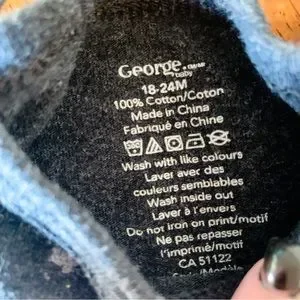 George.
baby
18-24M
100% Cotton/Coton
Made in China
Fabriqué en Chine
Wash with like colours
Laver avec des
couleurs semblables
Wash inside out
Laver à l'envers
Do not iron on print/motif
Ne pas repasser
l'imprimé/motif
CA 51122